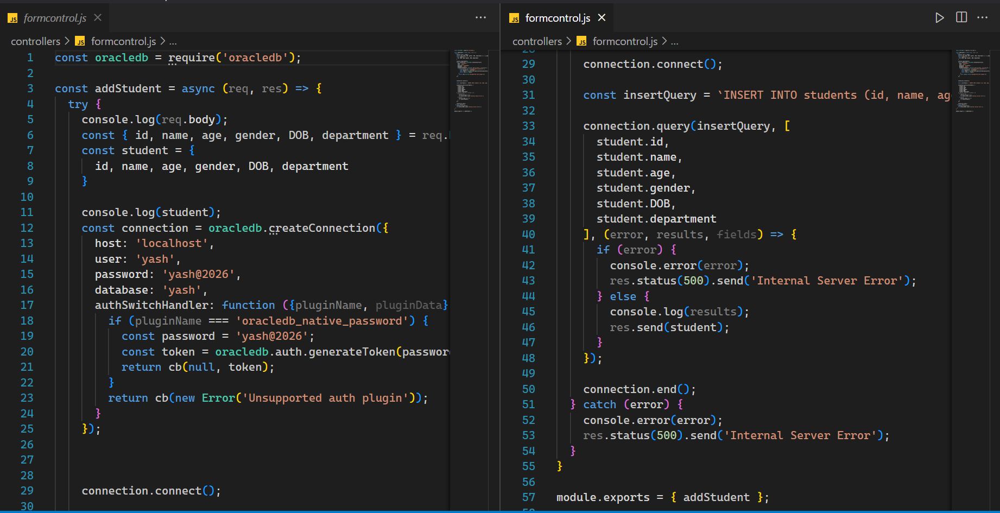 formcontrol.js
controllers > formcontrol.js > ...
1 const oracledb = require('oracledb');
2
3 const addStudent = async (req, res) => {
4 try {
5 console.log(req.body);
6 const { id, name, age, gender, DOB, department } = req.
7 const student = {
8 id, name, age, gender, DOB, department
9 }
10
11 console.log(student);
12 const connection = oracledb.createConnection({
13 host: 'localhost',
14 user: 'yash',
15 password: 'yash@2026',
16 database: 'yash',
17 authSwitchHandler: function ({pluginName, pluginData}
18 if (pluginName === 'oracledb_native_password') {
19 const password = 'yash@2026';
20 const token = oracledb.auth.generateToken(passwor
21 return cb(null, token);
22 }
23 return cb(new Error('Unsupported auth plugin'));
24 }
25 });
26
27
28
29 connection.connect();
30
formcontrol.js
controllers > formcontrol.js > ...
28
29 connection.connect();
30
31 const insertQuery = `INSERT INTO students (id, name, ag
32
33 connection.query(insertQuery, [
34 student.id,
35 student.name,
36 student.age,
37 student.gender,
38 student.DOB,
39 student.department
40 ], (error, results, fields) => {
41 if (error) {
42 console.error(error);
43 res.status(500).send('Internal Server Error');
44 } else {
45 console.log(results);
46 res.send(student);
47 }
48 });
49
50 connection.end();
51 } catch (error) {
52 console.error(error);
53 res.status(500).send('Internal Server Error');
54 }
55 }
56
57 module.exports = { addStudent };